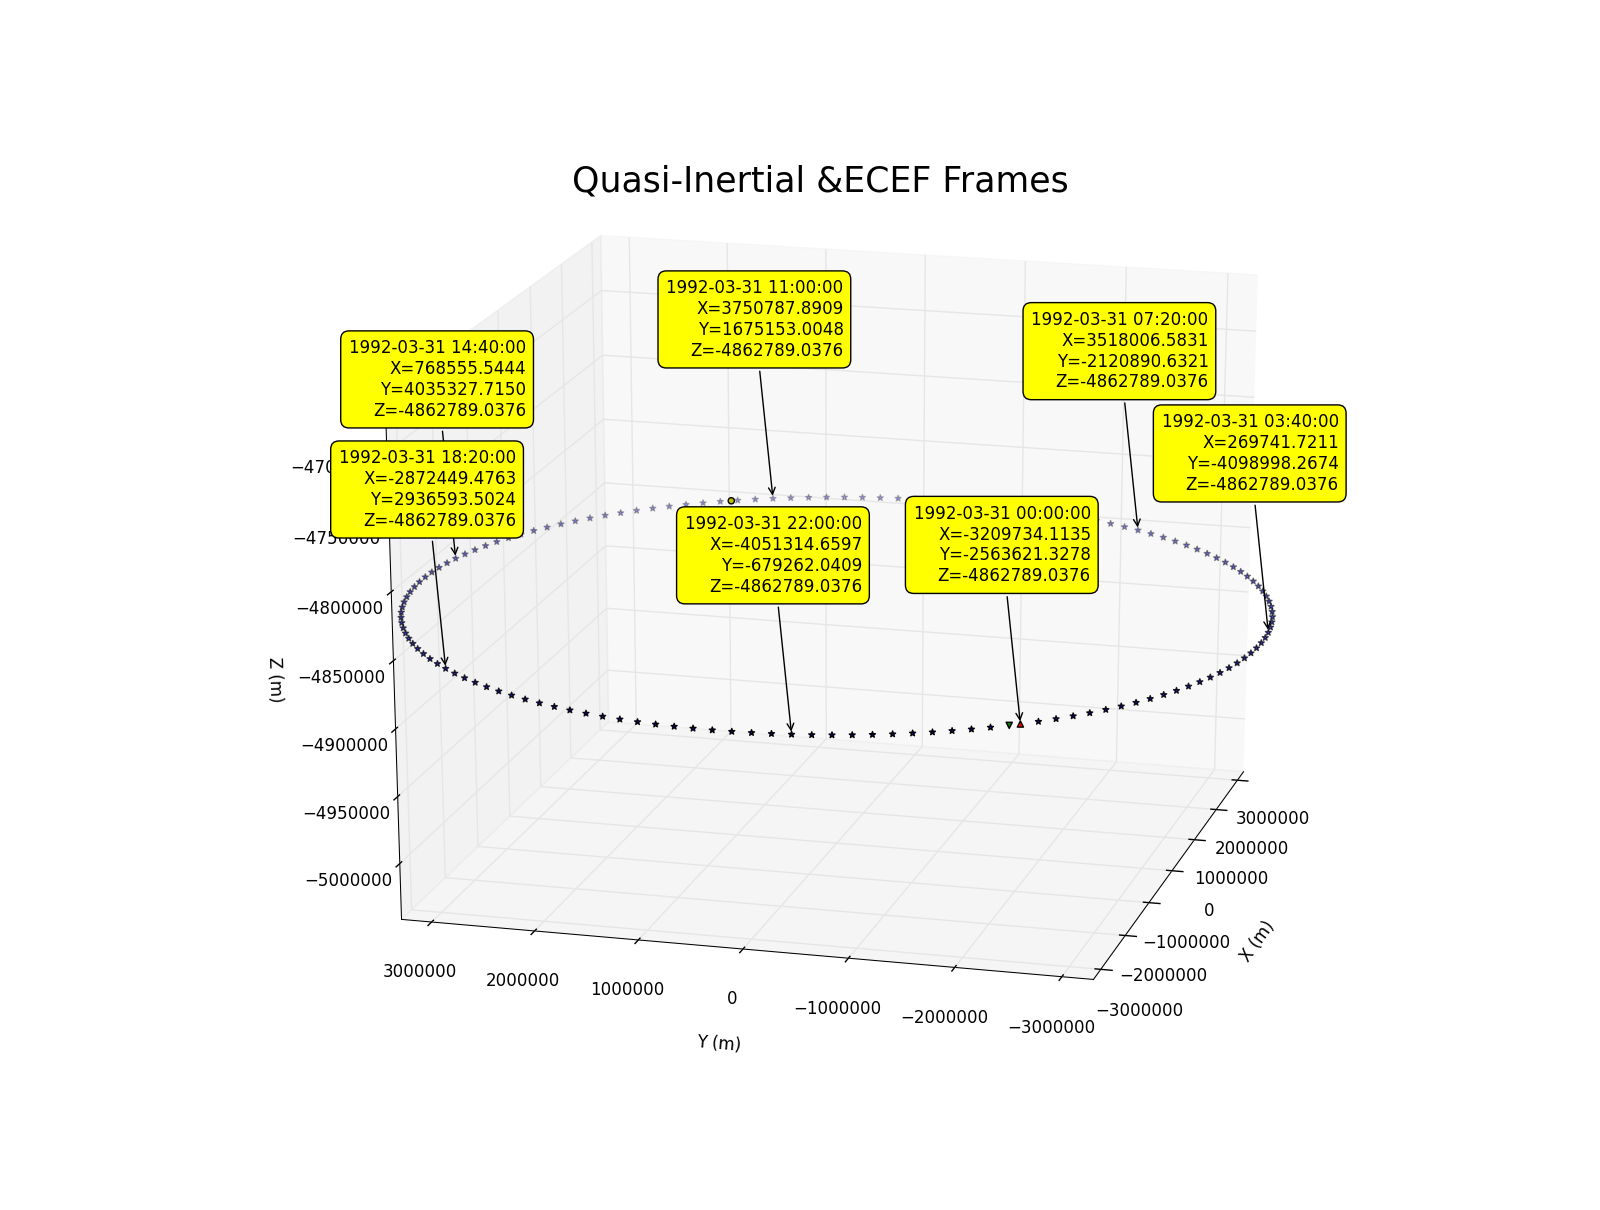 Quasi-Inertial &ECEF Frames
1992-03-31 11:00:00
X=3750787.8909
Y=1675153.0048
Z=-4862789.0376
1992-03-31 07:20:00
X=3518006.5831
Y=-2120890.6321
Z=-4862789.0376
1992-03-31 14:40:00
X=768555.5444
Y=4035327.7150
Z=-4862789.0376
1992-03-31 03:40:00
X=269741.7211
Y=-4098998.2674
Z=-4862789.0376
1992-03-31 18:20:00
X=-2872449.4763
Y=2936593.5024
Z=-4862789.0376
1992-03-31 22:00:00
X=-4051314.6597
Y=-679262.0409
Z=-4862789.0376
1992-03-31 00:00:00
X=-3209734.1135
Y=-2563621.3278
Z=-4862789.0376
−4800000
−4850000
−4900000
−4950000
−5000000
Z (m)
3000000
2000000
1000000
0
−1000000
−2000000
−3000000
Y (m)
3000000
2000000
1000000
0
−1000000
−2000000
−3000000
X (m)